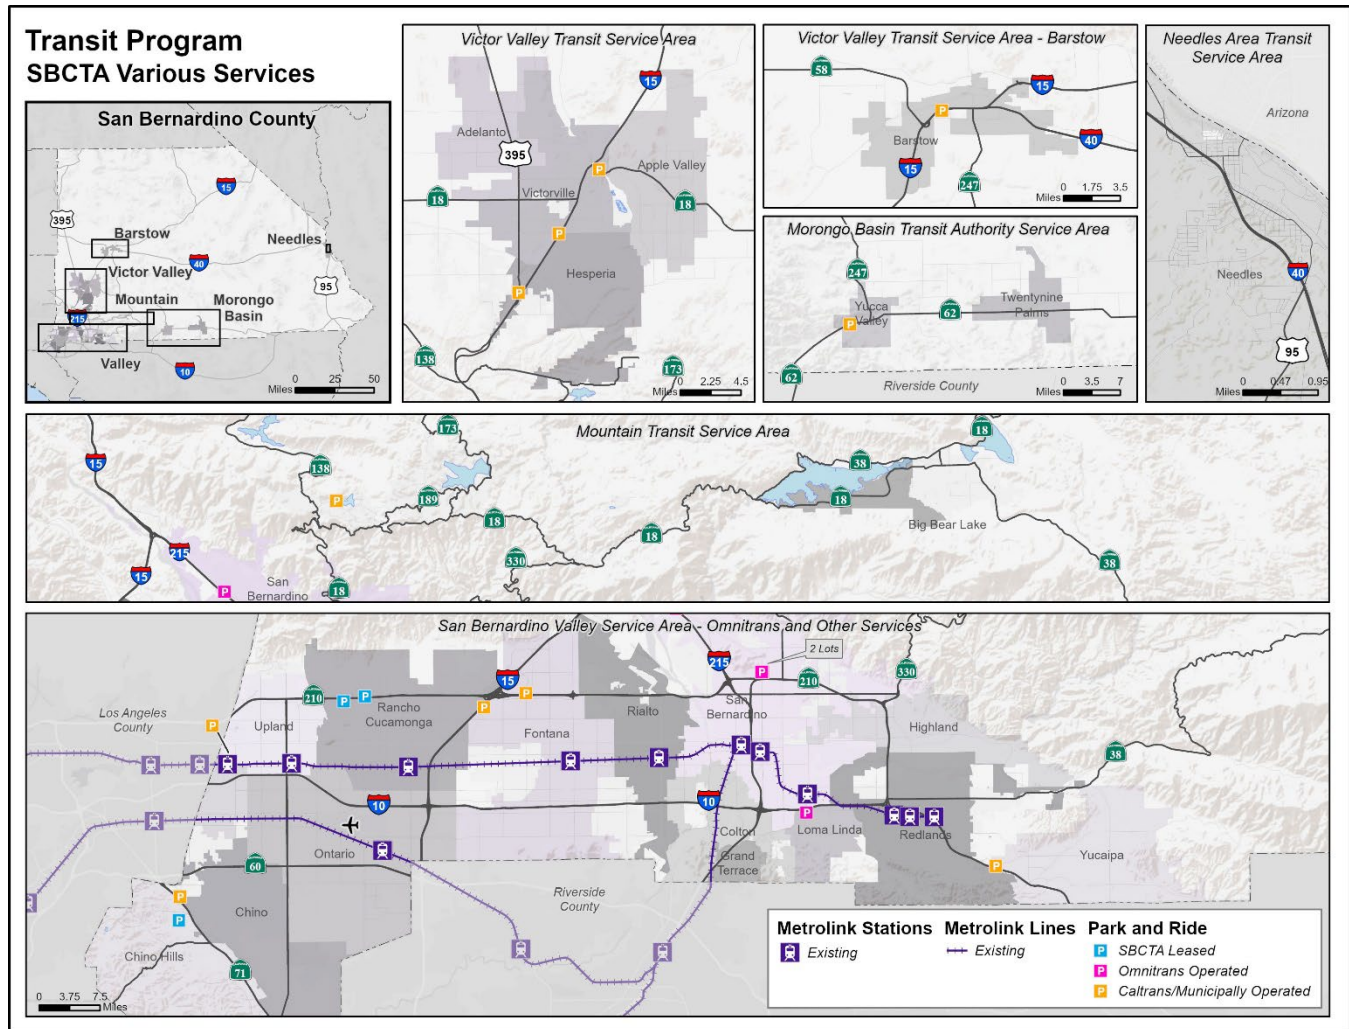 Transit Program
SBCTA Various Services
San Bernardino County
15
395
Barstow
Needles
40
Victor Valley
95
Mountain
Morongo
Basin
215
Valley
10
Miles
0 25 50
Victor Valley Transit Service Area
15
Adelanto
395
P
Apple Valley
Victorville
18
18
P
Hesperia
P
138
173
0 2.25 4.5
Miles
Victor Valley Transit Service Area - Barstow
58
15
P
Barstow
40
15
247
0 1.75 3.5
Miles
Morongo Basin Transit Authority Service Area
247
Yucca
Valley
Twentynine
Palms
62
P
62
Riverside County
0 3.5 7
Miles
Needles Area Transit
Service Area
Arizona
Needles
40
95
0 0.47 0.95
Miles
Mountain Transit Service Area
173
18
15
138
38
P
189
18
18
Big Bear Lake
18
215
330
38
15
P
San
Bernardino
18
San Bernardino Valley Service Area - Omnitrans and Other Services
2 Lots
215
P
330
15
210
210
P
P
P
P
Rancho
Cucamonga
San
Bernardino
Los Angeles
County
P
Upland
Rialto
Highland
Fontana
38
10
10
P
Colton
Loma Linda
Redlands
Ontario
Grand
Terrace
Yucaipa
60
P
P
Riverside
County
Chino
P
Chino Hills
71
0 3.75 7.5
Miles
Metrolink Stations
Existing
Metrolink Lines
Existing
Park and Ride
P SBCTA Leased
P Omnitrans Operated
P Caltrans/Municipally Operated